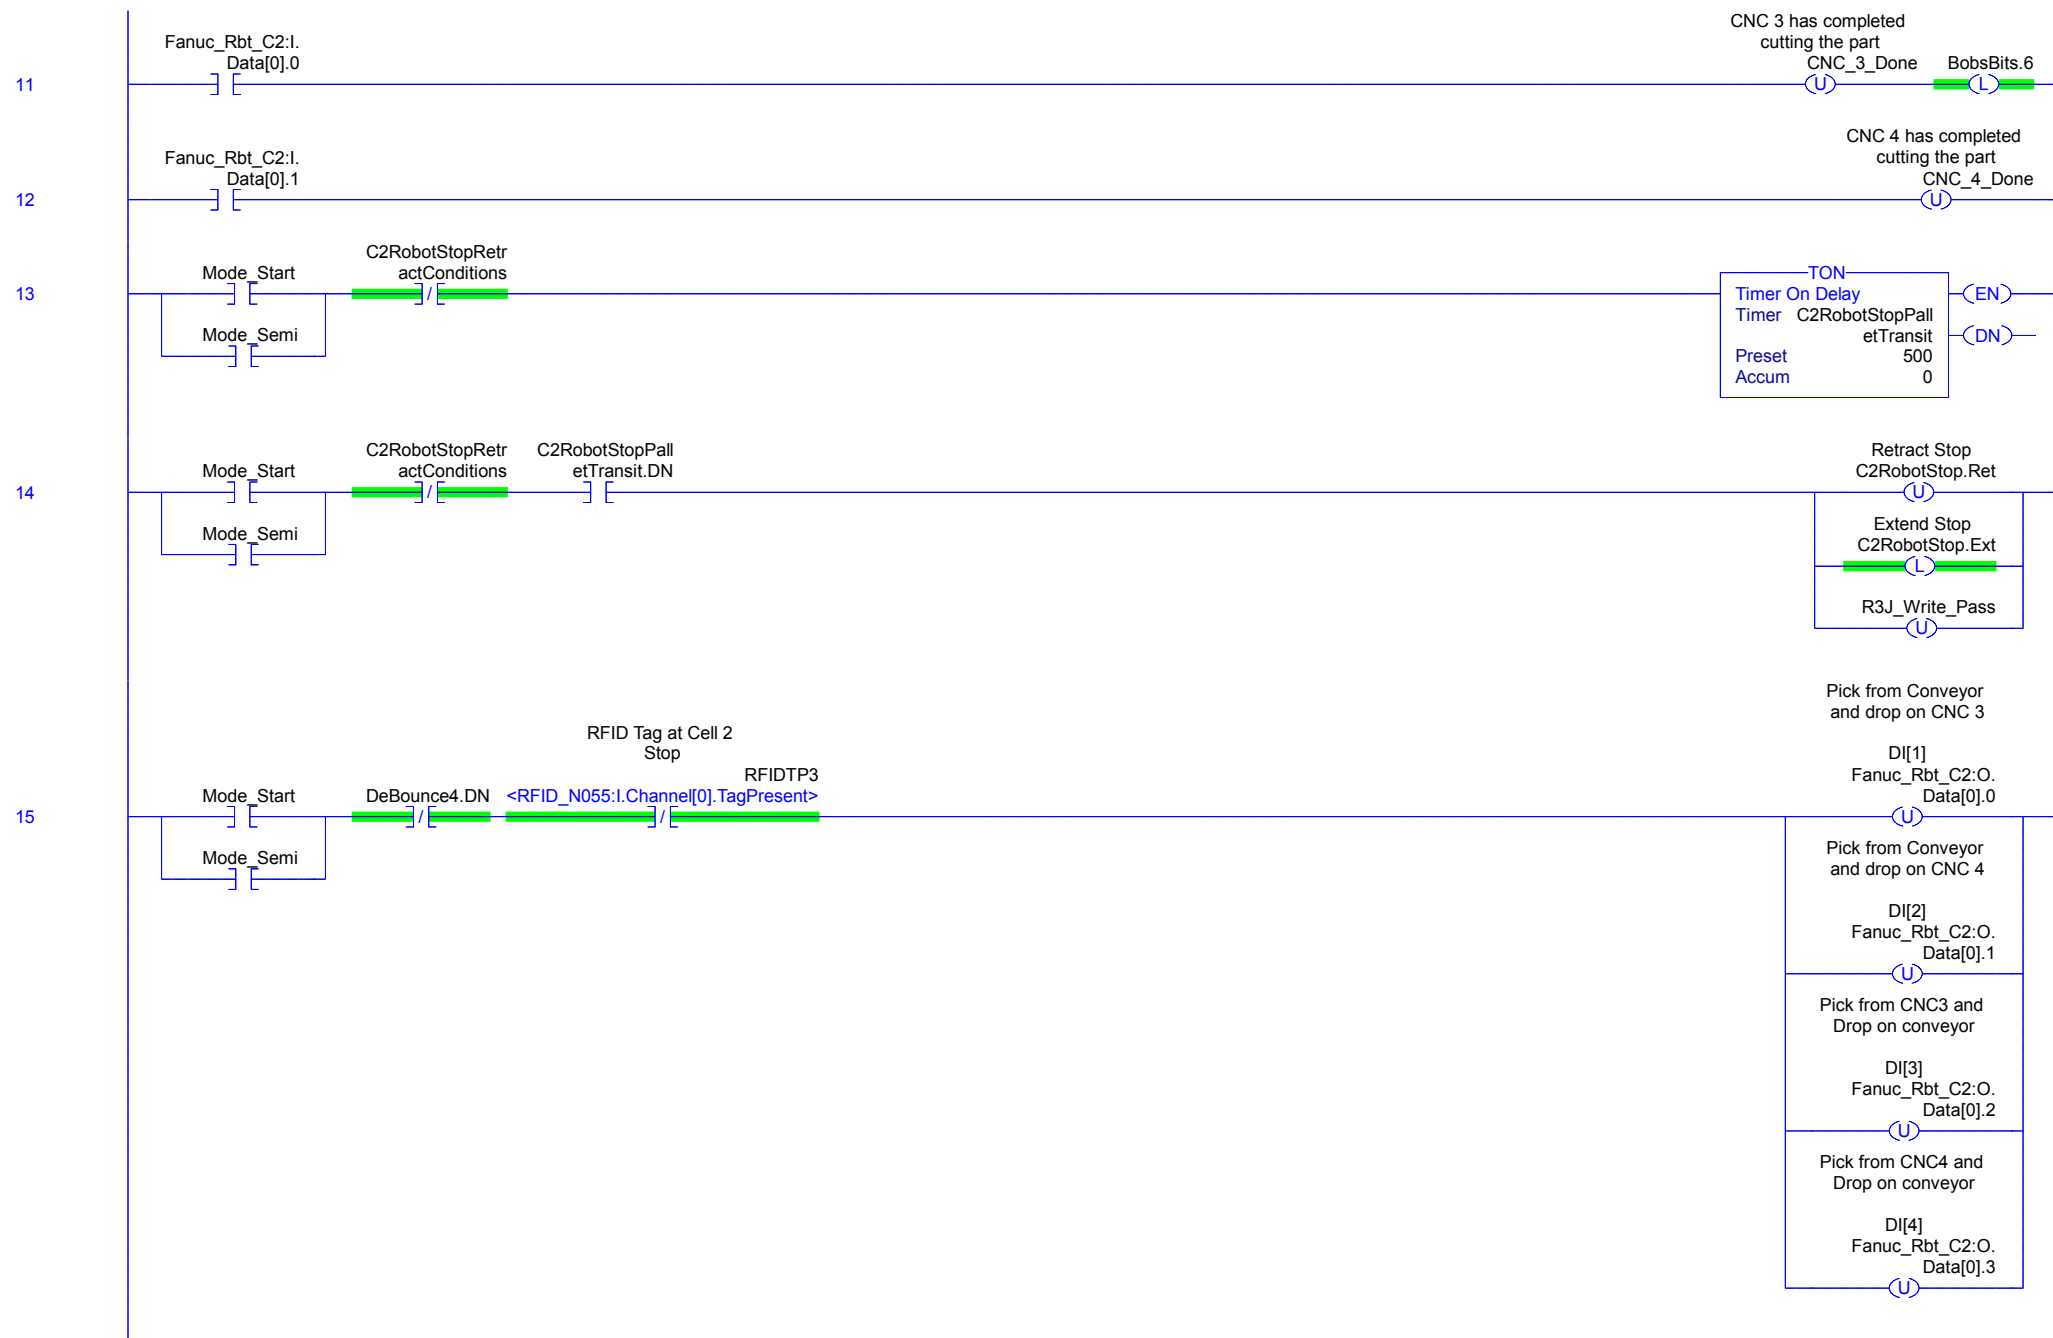 CNC 3 has completed
cutting the part
Fanuc_Rbt_C2:I.
Data[0].0
CNC_3_Done
BobsBits.6
11
U
L
CNC 4 has completed
cutting the part
Fanuc_Rbt_C2:I.
Data[0].1
CNC_4_Done
12
U
C2RobotStopRetr
actConditions
Mode_Start
13
/
Mode_Semi
TON
Timer On Delay
Timer C2RobotStopPall
etTransit
Preset 500
Accum 0
EN
DN
C2RobotStopRetr
actConditions
C2RobotStopPall
etTransit.DN
Mode_Start
14
/
Mode_Semi
Retract Stop
C2RobotStop.Ret
U
Extend Stop
C2RobotStop.Ext
L
R3J_Write_Pass
U
RFID Tag at Cell 2
Stop
RFIDTP3
Mode_Start
DeBounce4.DN
<RFID_N055:I.Channel[0].TagPresent>
15
/
/
Mode_Semi
Pick from Conveyor
and drop on CNC 3
DI[1]
Fanuc_Rbt_C2:O.
Data[0].0
U
Pick from Conveyor
and drop on CNC 4
DI[2]
Fanuc_Rbt_C2:O.
Data[0].1
U
Pick from CNC3 and
Drop on conveyor
DI[3]
Fanuc_Rbt_C2:O.
Data[0].2
U
Pick from CNC4 and
Drop on conveyor
DI[4]
Fanuc_Rbt_C2:O.
Data[0].3
U